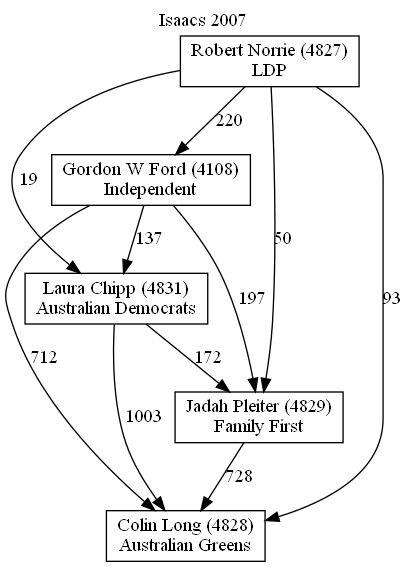 Isaacs 2007
Robert Norrie (4827)
LDP
220
Gordon W Ford (4108)
Independent
19
137
50
197
93
Laura Chipp (4831)
Australian Democrats
712
172
1003
Jadah Pleiter (4829)
Family First
728
Colin Long (4828)
Australian Greens